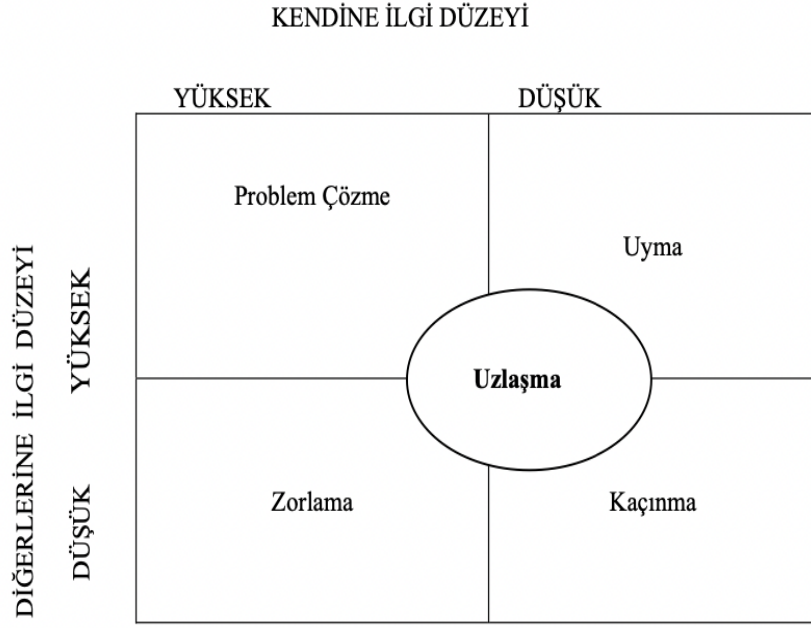 KENDİNE İLGİ DÜZEYİ
YÜKSEK
DÜŞÜK
Problem Çözme
Uyma
DİĞERLERİNE İLGİ DÜZEYİ
YÜKSEK
Uzlaşma
DÜŞÜK
Zorlama
Kaçınma